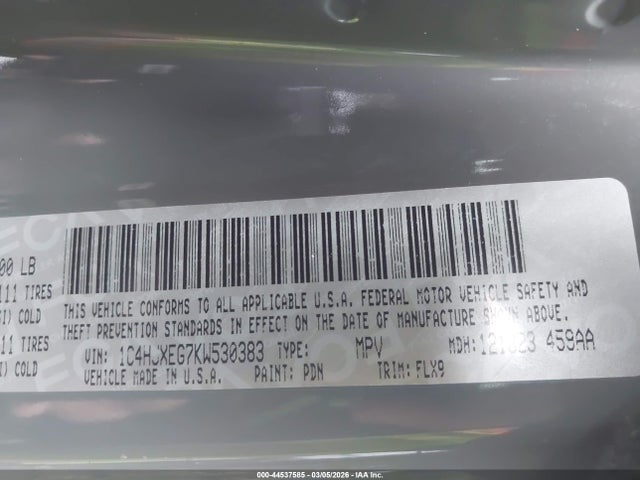 00 LB
111 TIRES
THIS VEHICLE CONFORMS TO ALL APPLICABLE U.S.A. FEDERAL MOTOR VEHICLE SAFETY AND
I) COLD
THEFT PREVENTION STANDARDS IN EFFECT ON THE DATE OF MANUFACTURE SHOWN ABOVE.
11 TIRES
VIN: 1C4HJXEG7KW530383 TYPE: MPV MDH: 459AA
I) COLD
VEHICLE MADE IN U.S.A. PAINT: PDN TRIM: FLX9
000-44537585 - 03/05/2026 - IAA Inc.